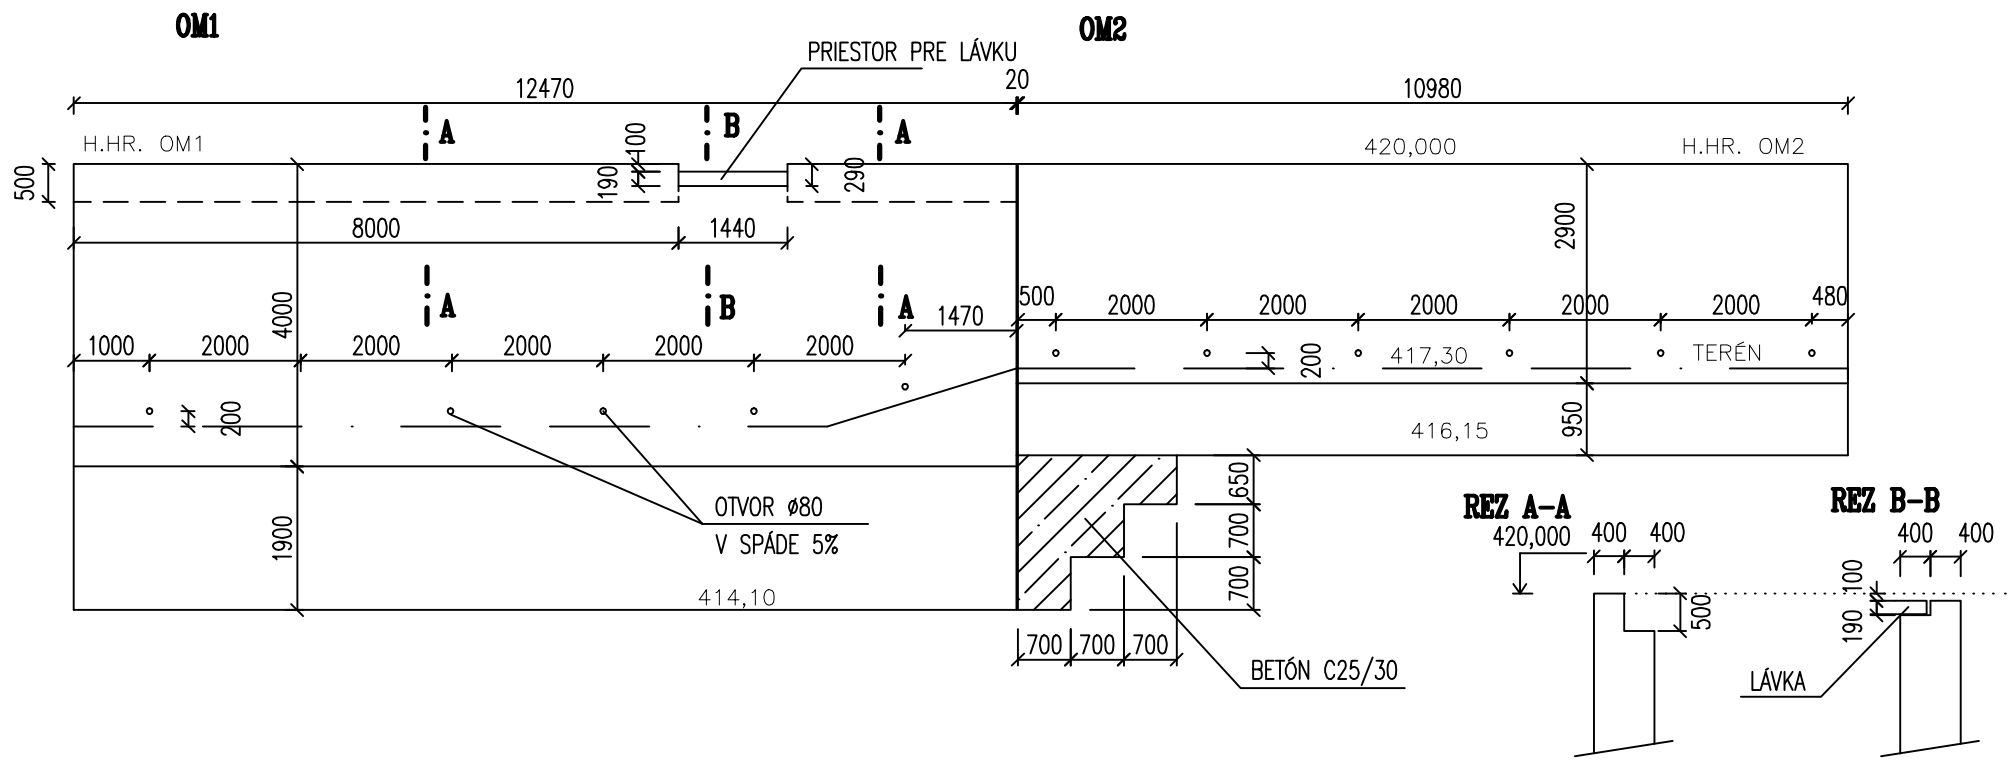 OM1
OM2
PRIESTOR PRE LÁVKU
12470
20
10980
A
B
A
100
H.HR. OM1
420,000
H.HR. OM2
500
190
290
8000
1440
2900
4000
A
B
A
1470
500
2000
2000
2000
2000
2000
480
1000
2000
2000
2000
2000
2000
200
417,30
TERÉN
200
950
416,15
650
OTVOR ø80
V SPÁDE 5%
1900
700
700
414,10
700
700
700
BETÓN C25/30
REZ A-A
420,000
400
400
500
REZ B-B
400
400
100
190
LÁVKA